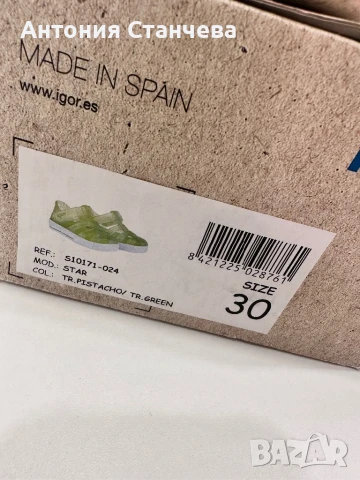 Антония Станчева
MADE IN SPAIN
www.igor.es
REF.: S10171-024
MOD.: STAR
COL.: TR.PISTACHO/ TR.GREEN
8 421225 028761
SIZE
30
BAZAR